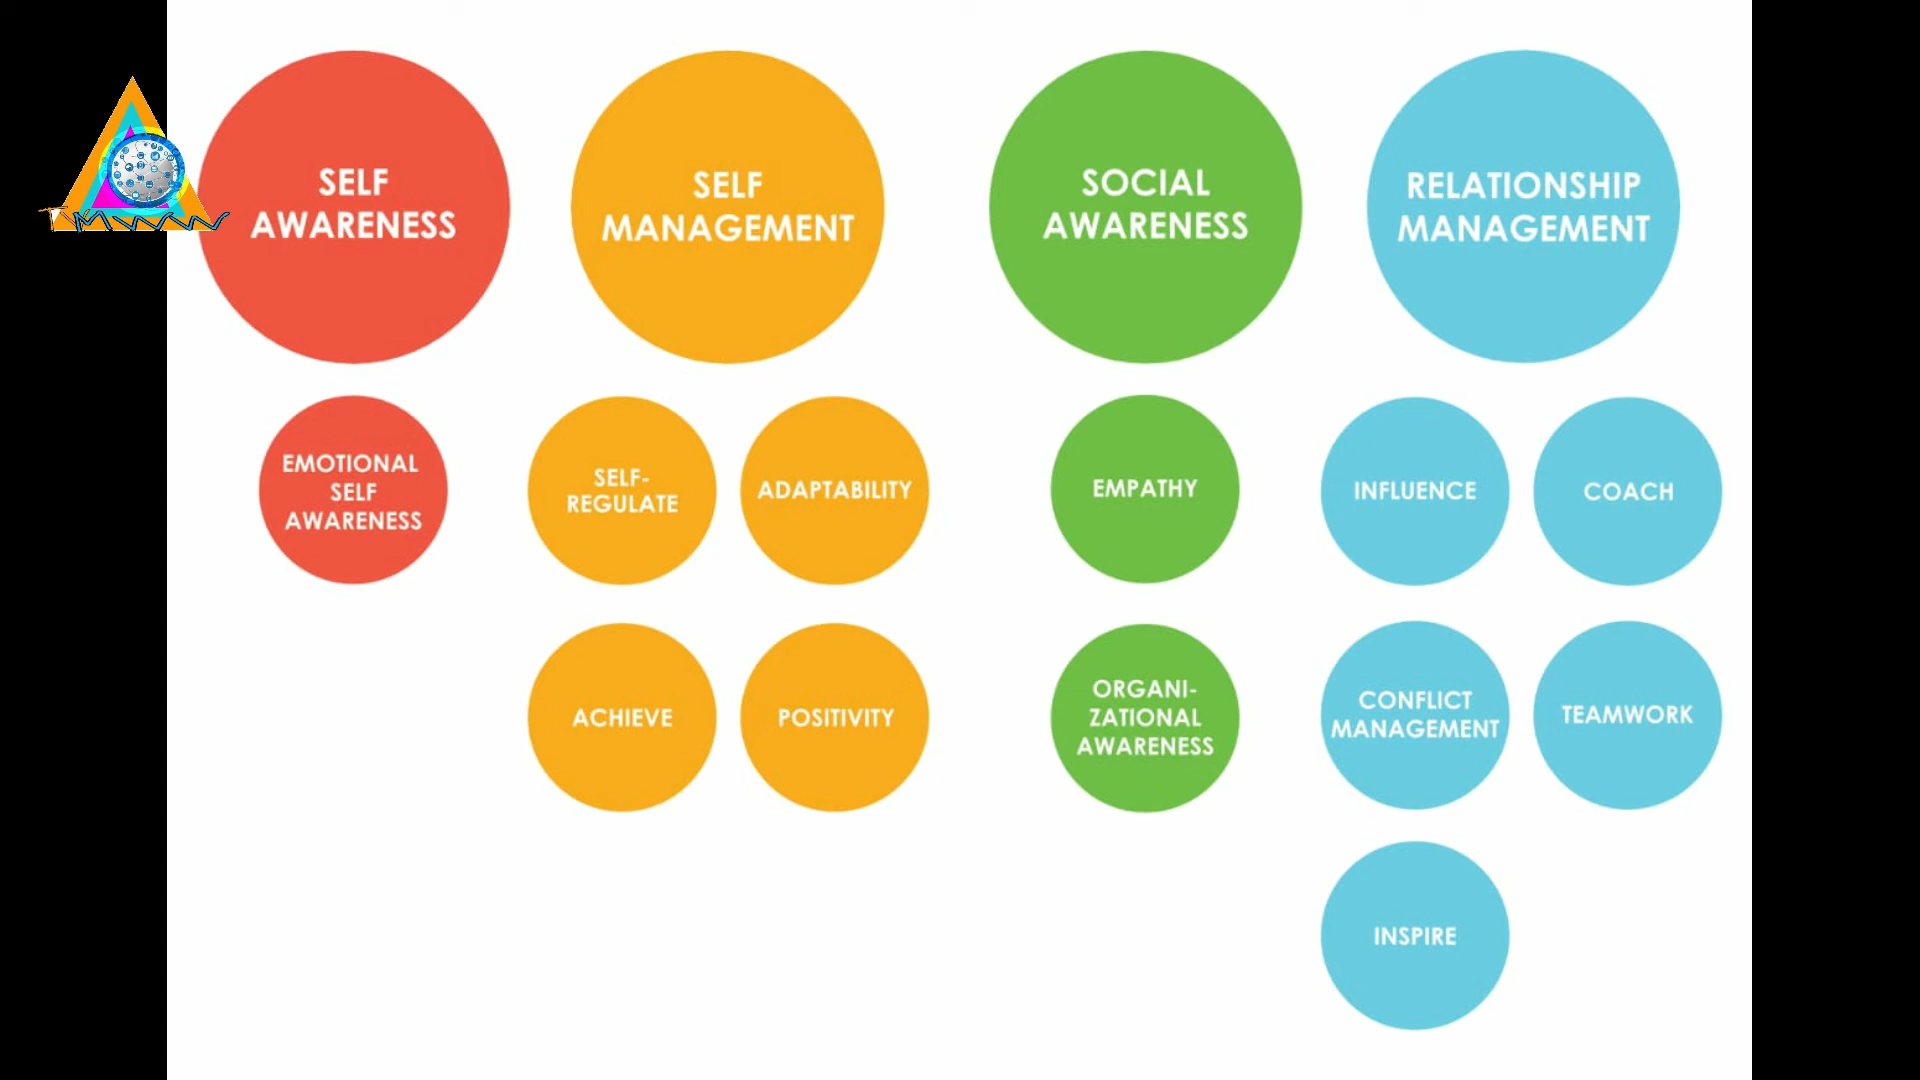 SELF
AWARENESS
SELF
MANAGEMENT
SOCIAL
AWARENESS
RELATIONSHIP
MANAGEMENT
EMOTIONAL
SELF
AWARENESS
SELF-
REGULATE
ADAPTABILITY
EMPATHY
INFLUENCE
COACH
ACHIEVE
POSITIVITY
ORGANI-
ZATIONAL
AWARENESS
CONFLICT
MANAGEMENT
TEAMWORK
INSPIRE